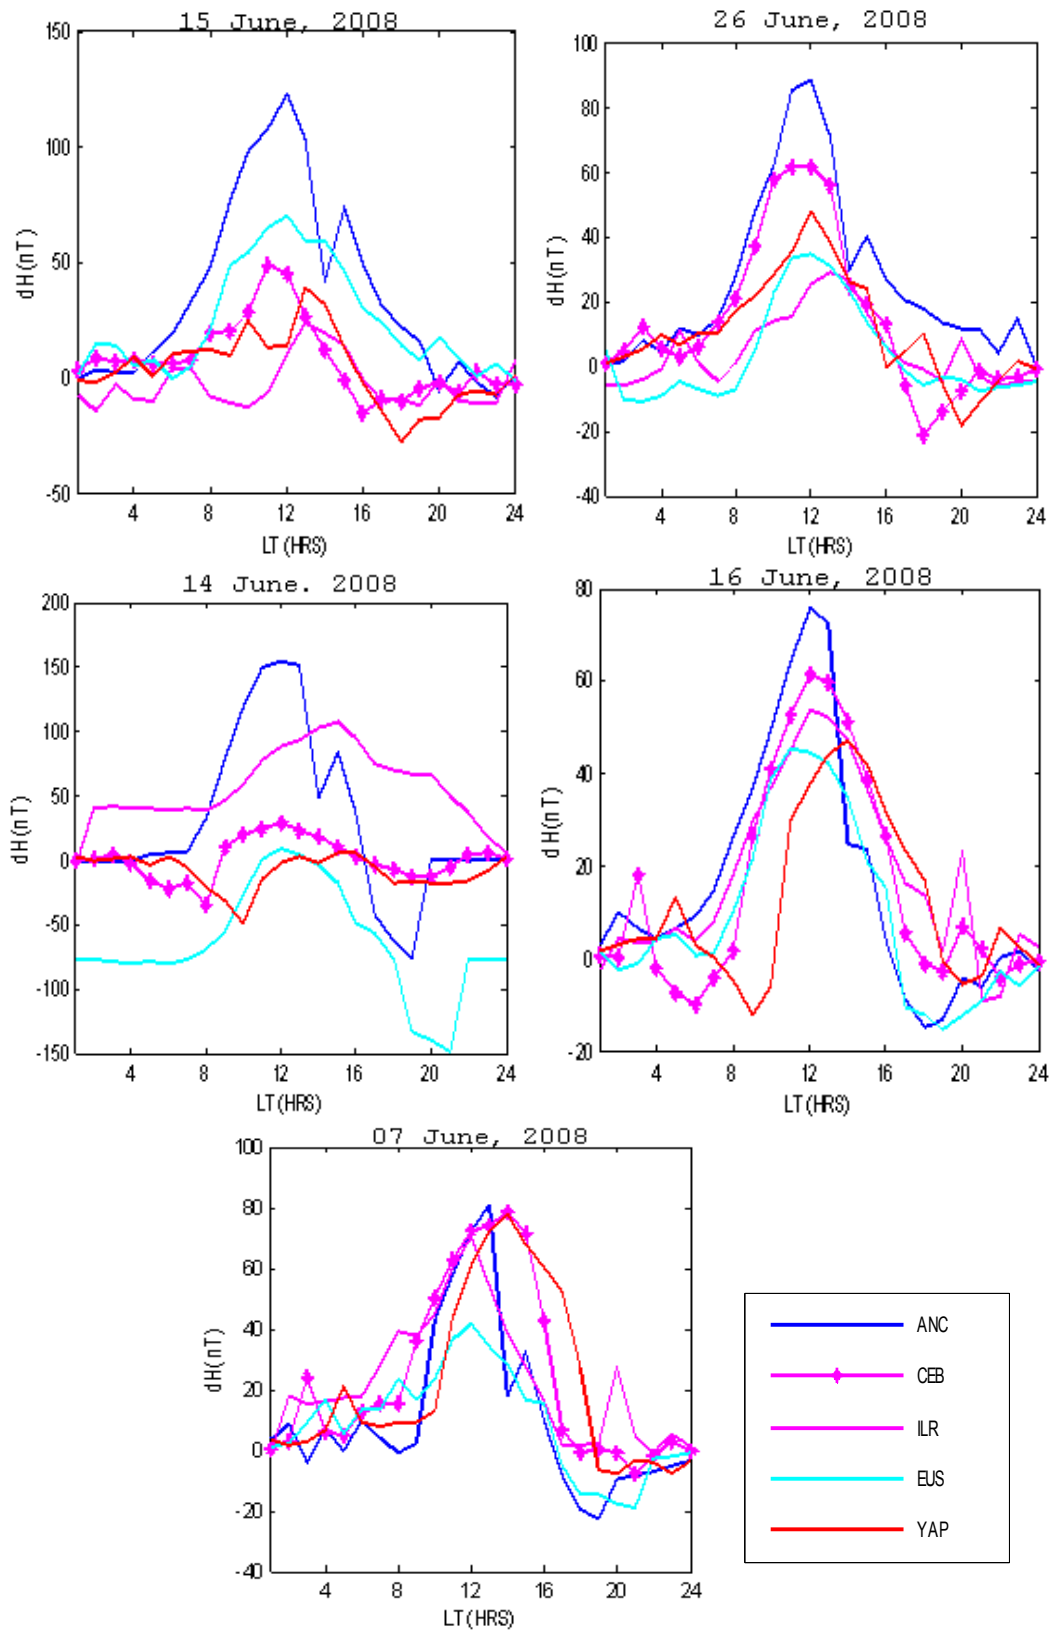 15 June, 2008
150
100
50
0
-50
dH(nT)
4 8 12 16 20 24
LT(HRS)
26 June, 2008
100
80
60
40
20
0
-20
-40
dH(nT)
4 8 12 16 20 24
LT(HRS)
14 June. 2008
200
150
100
50
0
-50
-100
-150
dH(nT)
4 8 12 16 20 24
LT(HRS)
16 June, 2008
80
60
40
20
0
-20
dH(nT)
4 8 12 16 20 24
LT(HRS)
07 June, 2008
100
80
60
40
20
0
-20
-40
dH(nT)
4 8 12 16 20 24
LT(HRS)
ANC
CEB
ILR
EUS
YAP